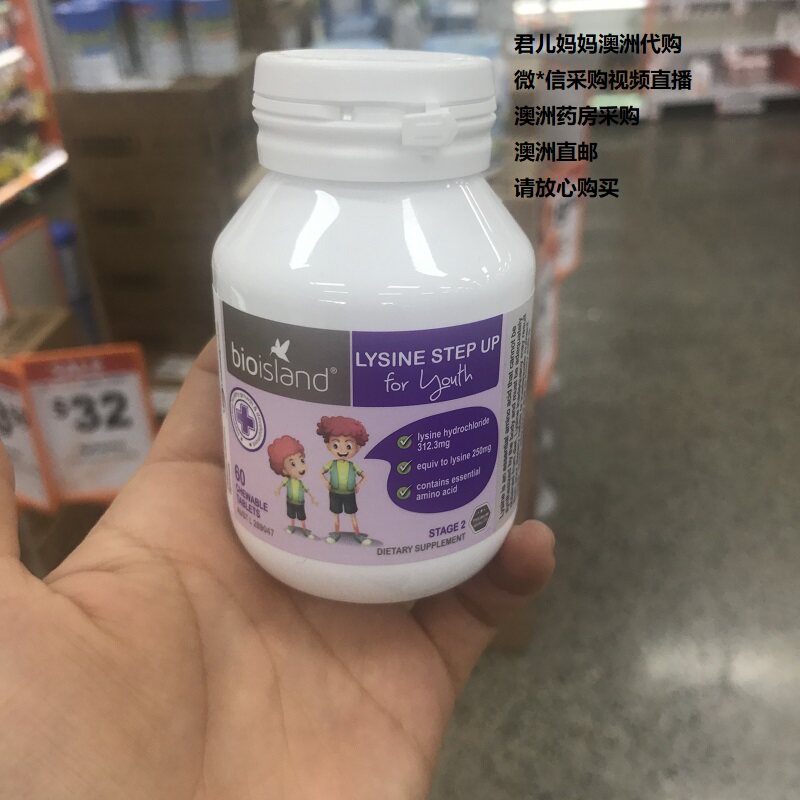 君儿妈妈澳洲代购
微*信采购视频直播
澳洲药房采购
澳洲直邮
请放心购买
bioisland®
LYSINE STEP UP
for Youth
lysine hydrochloride
312.3mg
equiv to lysine 250mg
contains essential
amino acid
60
CHEWABLE
TABLETS
AUST L 289047
STAGE 2
DIETARY SUPPLEMENT
$32